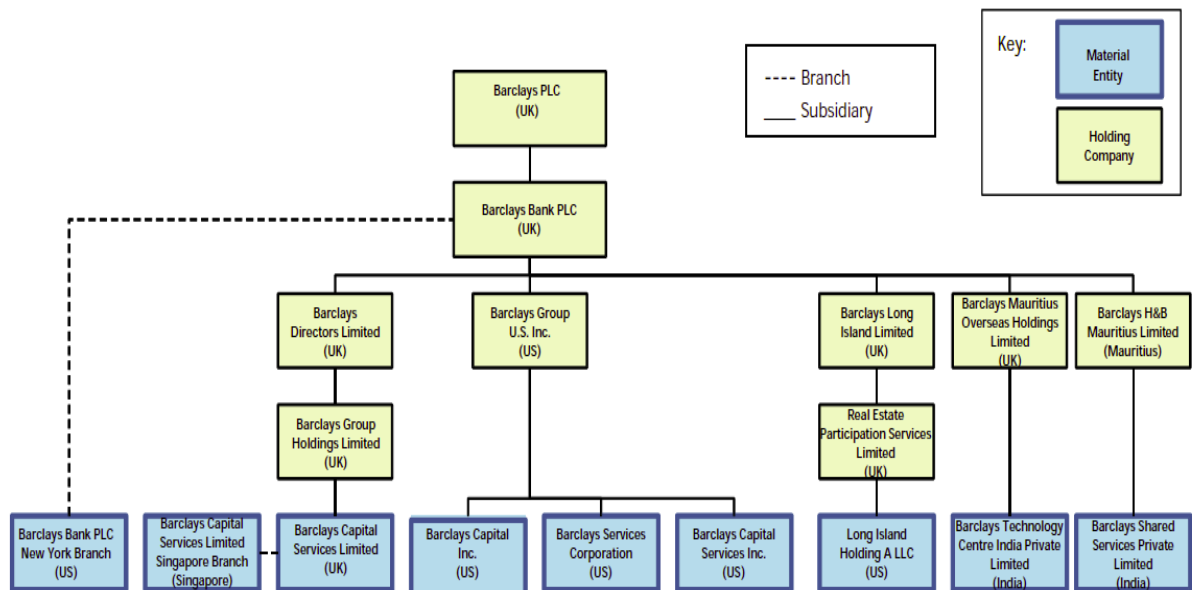 Key:
Material
Entity
Holding
Company
---- Branch
___ Subsidiary
Barclays PLC
(UK)
Barclays Bank PLC
(UK)
Barclays
Directors Limited
(UK)
Barclays Group
U.S. Inc.
(US)
Barclays Long
Island Limited
(UK)
Barclays Mauritius
Overseas Holdings
Limited
(UK)
Barclays H&B
Mauritius Limited
(Mauritius)
Barclays Group
Holdings Limited
(UK)
Real Estate
Participation Services
Limited
(UK)
Barclays Bank PLC
New York Branch
(US)
Barclays Capital
Services Limited
Singapore Branch
(Singapore)
Barclays Capital
Services Limited
(UK)
Barclays Capital
Inc.
(US)
Barclays Services
Corporation
(US)
Barclays Capital
Services Inc.
(US)
Long Island
Holding A LLC
(US)
Barclays Technology
Centre India Private
Limited
(India)
Barclays Shared
Services Private
Limited
(India)